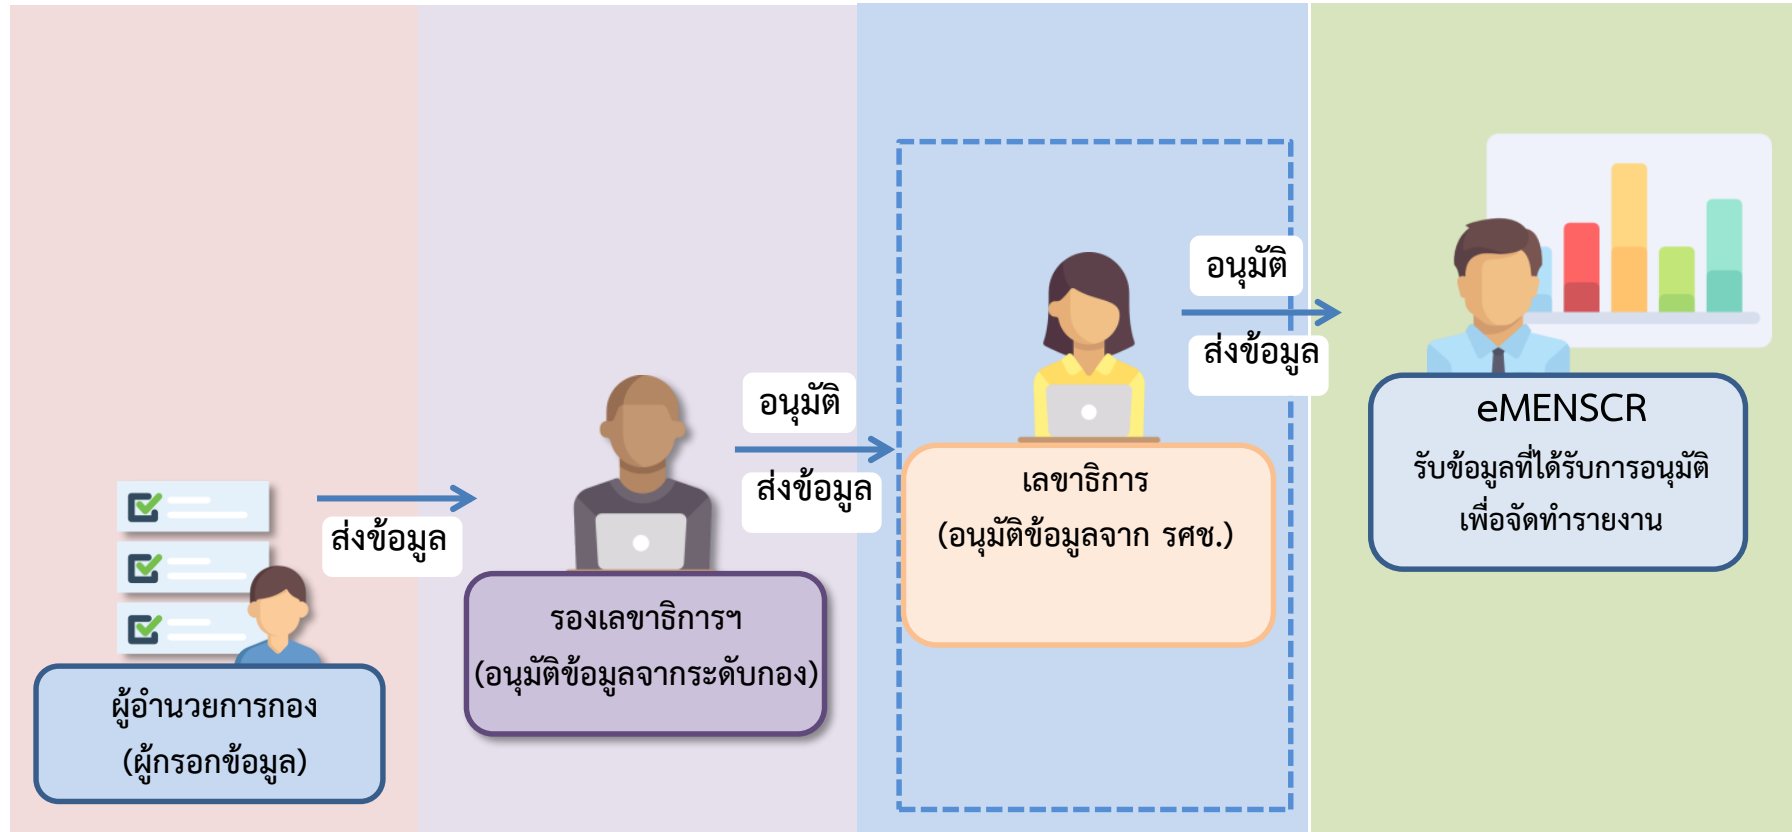 ผู้อำนวยการกอง
(ผู้กรอกข้อมูล)
ส่งข้อมูล
รองเลขาธิการฯ
(อนุมัติข้อมูลจากระดับกอง)
อนุมัติ
ส่งข้อมูล
เลขาธิการ
(อนุมัติข้อมูลจาก รศช.)
อนุมัติ
ส่งข้อมูล
eMENSCR
รับข้อมูลที่ได้รับการอนุมัติ
เพื่อจัดทำรายงาน